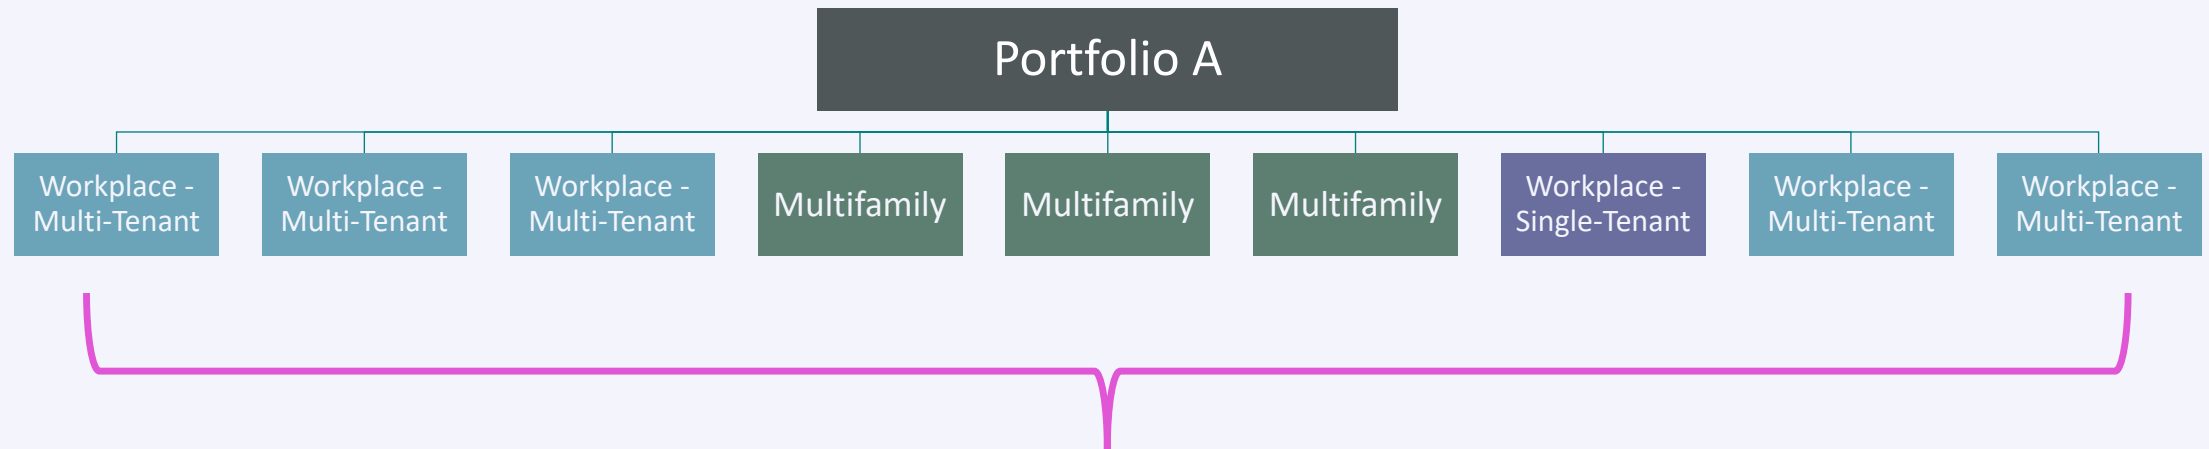 Portfolio A
Workplace -
Multi-Tenant
Workplace -
Multi-Tenant
Workplace -
Multi-Tenant
Multifamily
Multifamily
Multifamily
Workplace -
Single-Tenant
Workplace -
Multi-Tenant
Workplace -
Multi-Tenant